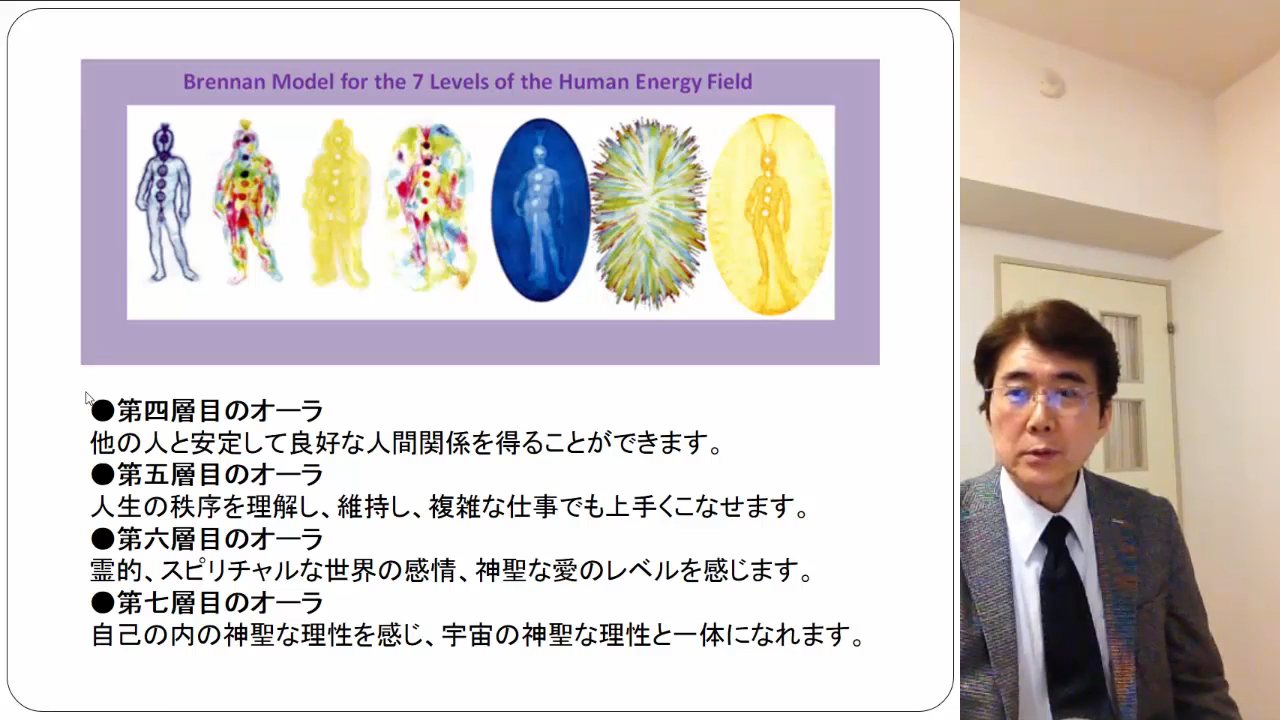 Brennan Model for the 7 Levels of the Human Energy Field
●第四層目のオーラ
他の人と安定して良好な人間関係を得ることができます。
●第五層目のオーラ
人生の秩序を理解し、維持し、複雑な仕事でも上手くこなせます。
●第六層目のオーラ
霊的、スピリチャルな世界の感情、神聖な愛のレベルを感じます。
●第七層目のオーラ
自己の内の神聖な理性を感じ、宇宙の神聖な理性と一体になれます。